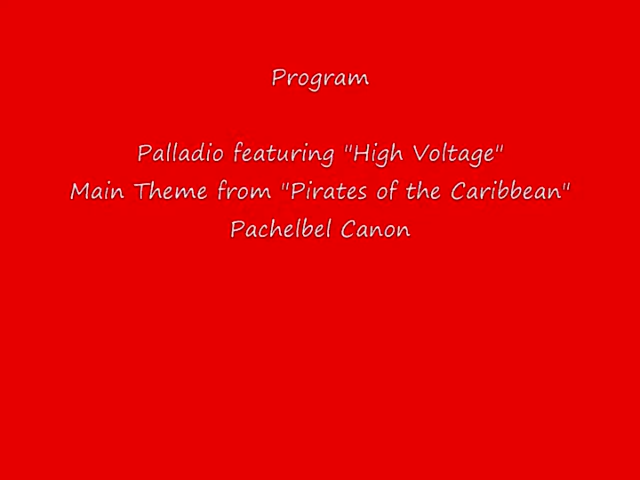 Program
Palladio featuring "High Voltage"
Main Theme from "Pirates of the Caribbean"
Pachelbel Canon